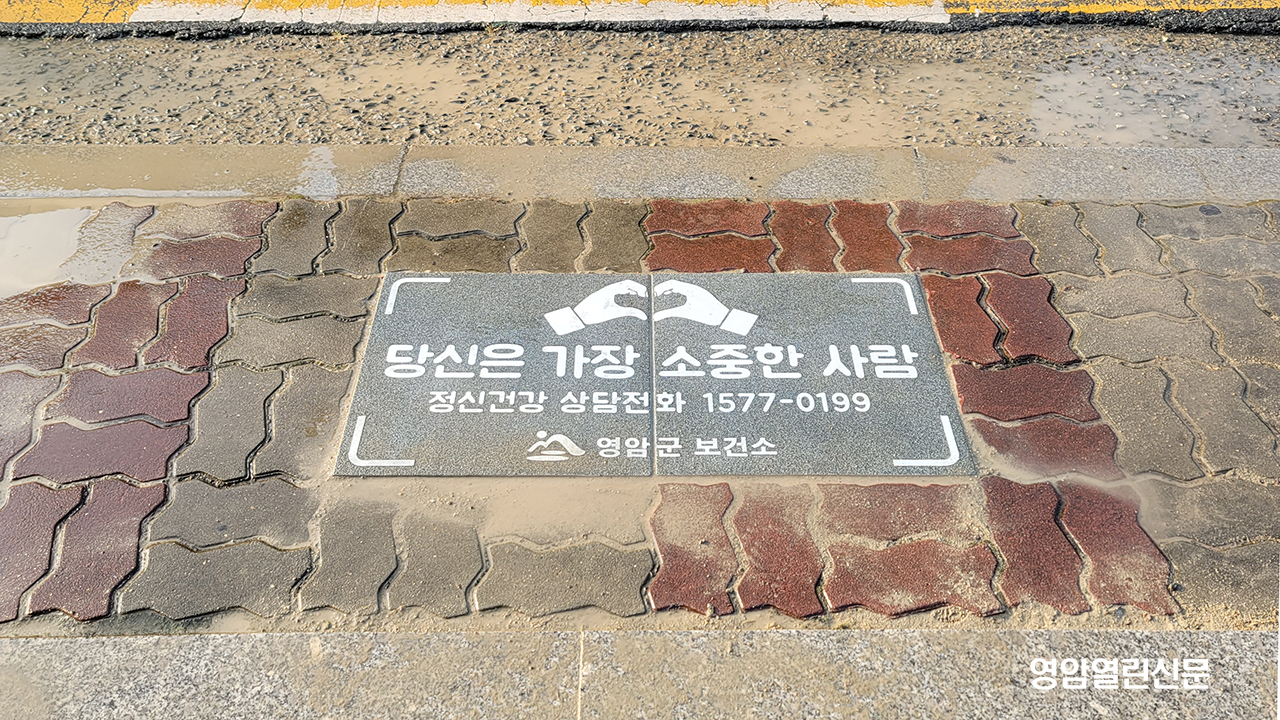 당신은 가장 소중한 사람
정신건강 상담전화 1577-0199
영암군 보건소
영암열린신문